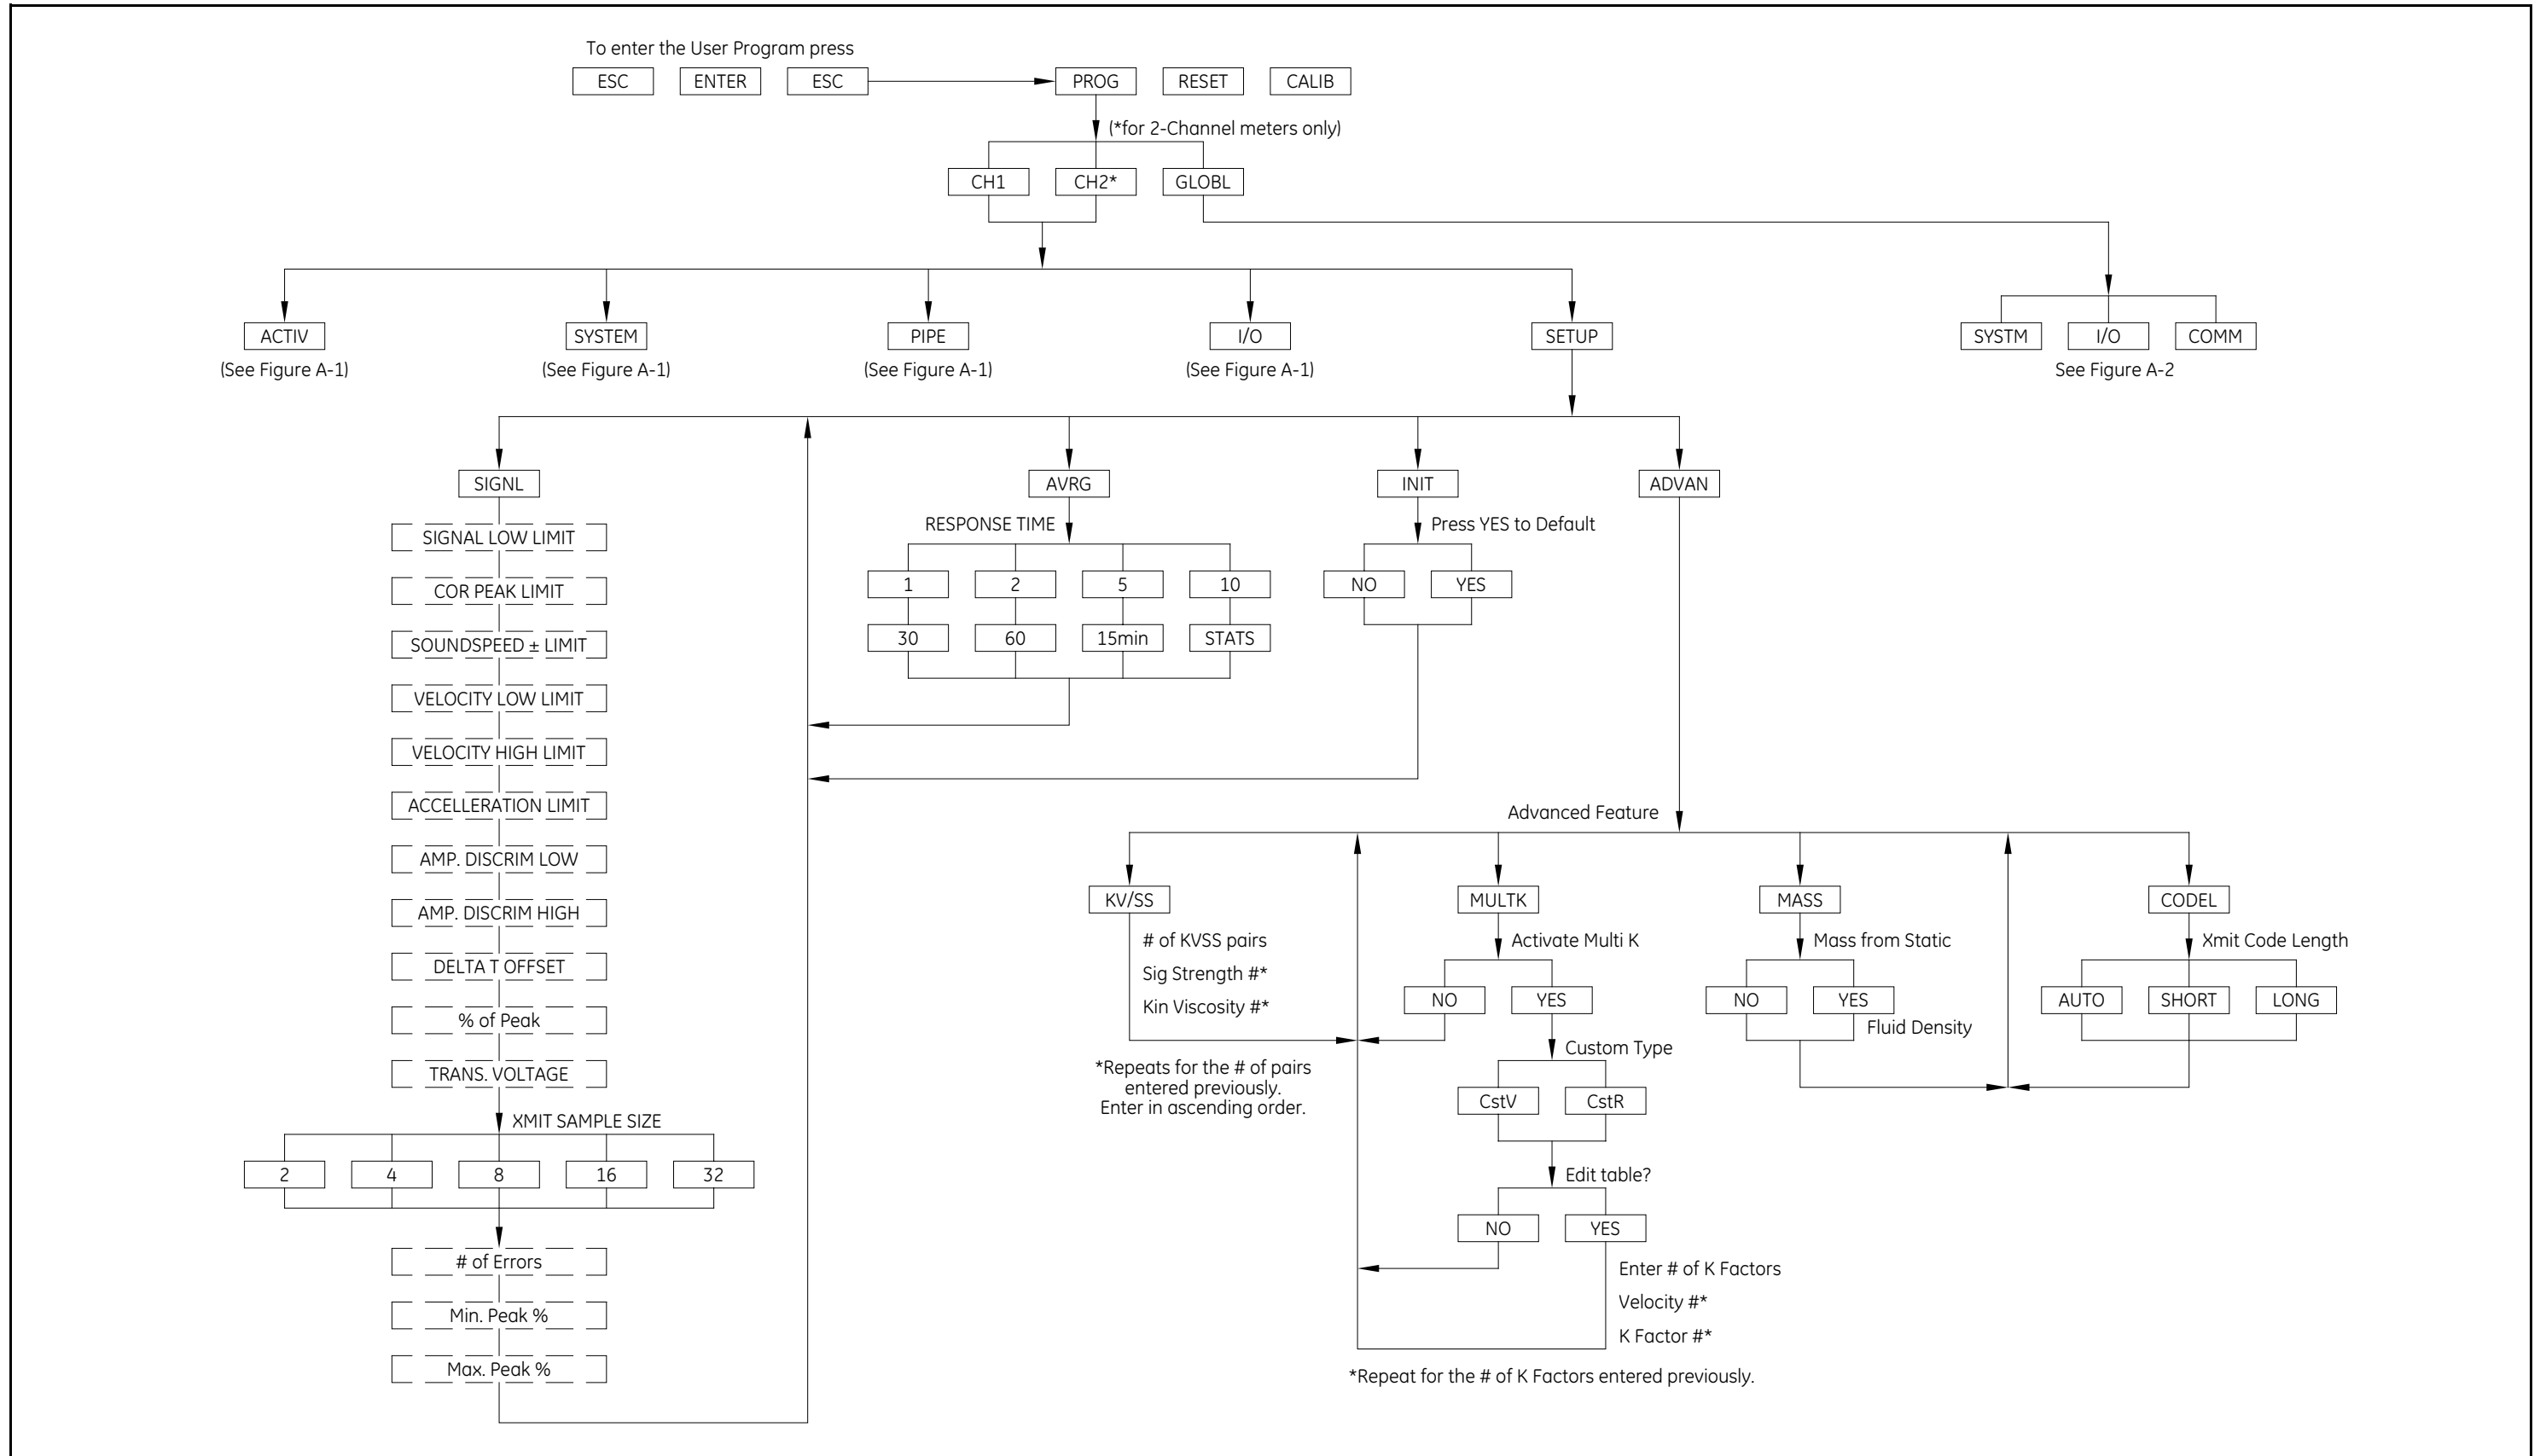 To enter the User Program press
ESC ENTER ESC PROG RESET CALIB
(*for 2-Channel meters only)
CH1 CH2* GLOBL
ACTIV SYSTEM PIPE I/O SETUP SYSTM I/O COMM
(See Figure A-1) (See Figure A-1) (See Figure A-1) (See Figure A-1) See Figure A-2
SIGNL AVRG INIT ADVAN
SIGNAL LOW LIMIT
COR PEAK LIMIT
SOUNDSPEED ± LIMIT
VELOCITY LOW LIMIT
VELOCITY HIGH LIMIT
ACCELLERATION LIMIT
AMP. DISCRIM LOW
AMP. DISCRIM HIGH
DELTA T OFFSET
% of Peak
TRANS. VOLTAGE
XMIT SAMPLE SIZE
2 4 8 16 32
# of Errors
Min. Peak %
Max. Peak %
RESPONSE TIME
1 2 5 10
30 60 15min STATS
Press YES to Default
NO YES
Advanced Feature
KV/SS MULTK MASS CODEL
# of KVSS pairs
Sig Strength #*
Kin Viscosity #*
*Repeats for the # of pairs
entered previously.
Enter in ascending order.
Activate Multi K
NO YES
Custom Type
CstV CstR
Edit table?
NO YES
Enter # of K Factors
Velocity #*
K Factor #*
*Repeat for the # of K Factors entered previously.
Mass from Static
NO YES
Fluid Density
Xmit Code Length
AUTO SHORT LONG